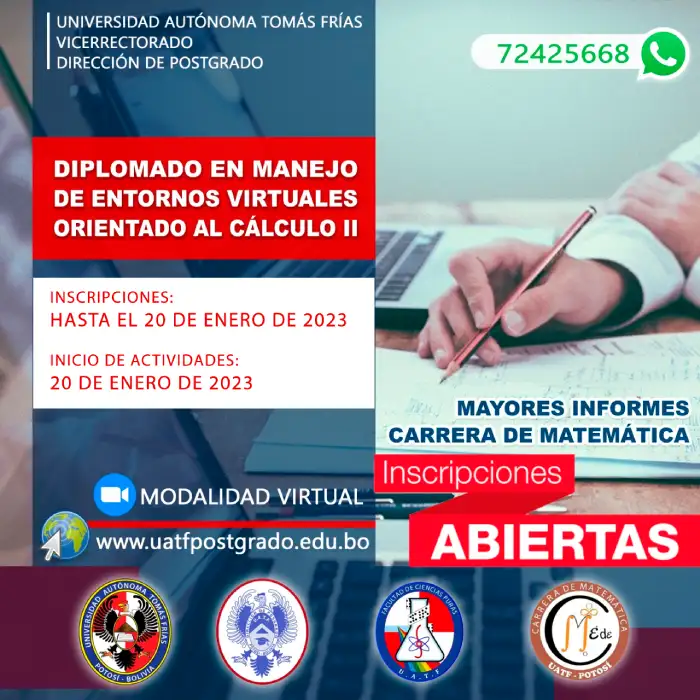 UNIVERSIDAD AUTÓNOMA TOMÁS FRÍAS
VICERRECTORADO
DIRECCIÓN DE POSTGRADO
72425668
DIPLOMADO EN MANEJO
DE ENTORNOS VIRTUALES
ORIENTADO AL CÁLCULO II
INSCRIPCIONES:
HASTA EL 20 DE ENERO DE 2023
INICIO DE ACTIVIDADES:
20 DE ENERO DE 2023
MAYORES INFORMES
CARRERA DE MATEMÁTICA
Inscripciones
ABIERTAS
MODALIDAD VIRTUAL
www.uatfpostgrado.edu.bo
UNIVERSIDAD AUTÓNOMA TOMÁS FRÍAS
POTOSÍ - BOLIVIA
FACULTAD DE CIENCIAS PURAS
U.A.T.F.
CARRERA DE MATEMÁTICA
UATF - POTOSÍ